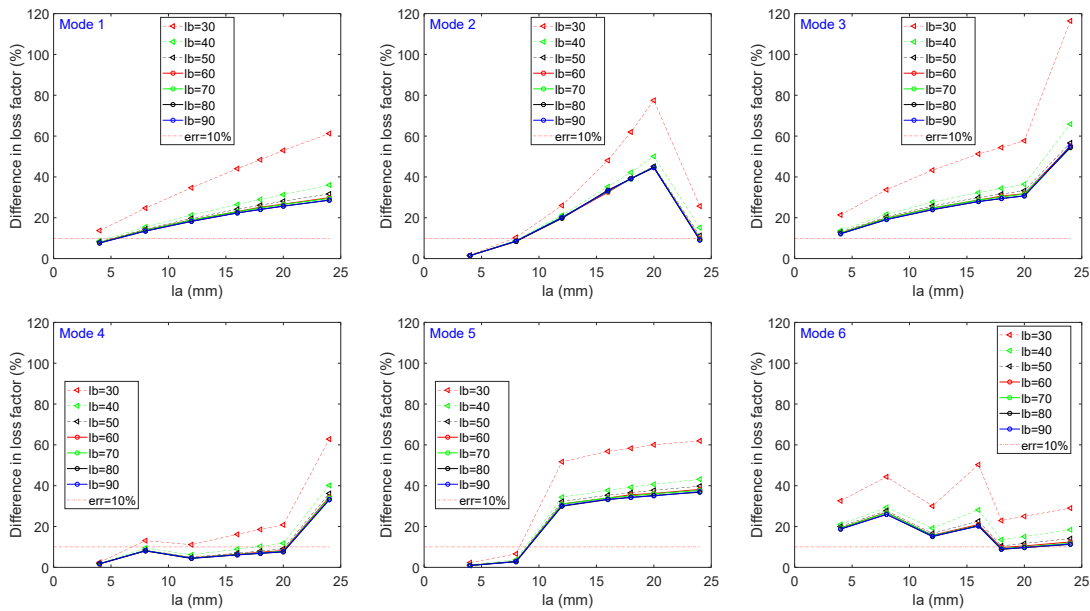 Mode 1
Difference in loss factor (%)
120
100
80
60
40
20
0
0 5 10 15 20 25
la (mm)
lb=30
lb=40
lb=50
lb=60
lb=70
lb=80
lb=90
err=10%
Mode 2
Difference in loss factor (%)
120
100
80
60
40
20
0
0 5 10 15 20 25
la (mm)
lb=30
lb=40
lb=50
lb=60
lb=70
lb=80
lb=90
err=10%
Mode 3
Difference in loss factor (%)
120
100
80
60
40
20
0
0 5 10 15 20 25
la (mm)
lb=30
lb=40
lb=50
lb=60
lb=70
lb=80
lb=90
err=10%
Mode 4
Difference in loss factor (%)
120
100
80
60
40
20
0
0 5 10 15 20 25
la (mm)
lb=30
lb=40
lb=50
lb=60
lb=70
lb=80
lb=90
err=10%
Mode 5
Difference in loss factor (%)
120
100
80
60
40
20
0
0 5 10 15 20 25
la (mm)
lb=30
lb=40
lb=50
lb=60
lb=70
lb=80
lb=90
err=10%
Mode 6
Difference in loss factor (%)
120
100
80
60
40
20
0
0 5 10 15 20 25
la (mm)
lb=30
lb=40
lb=50
lb=60
lb=70
lb=80
lb=90
err=10%